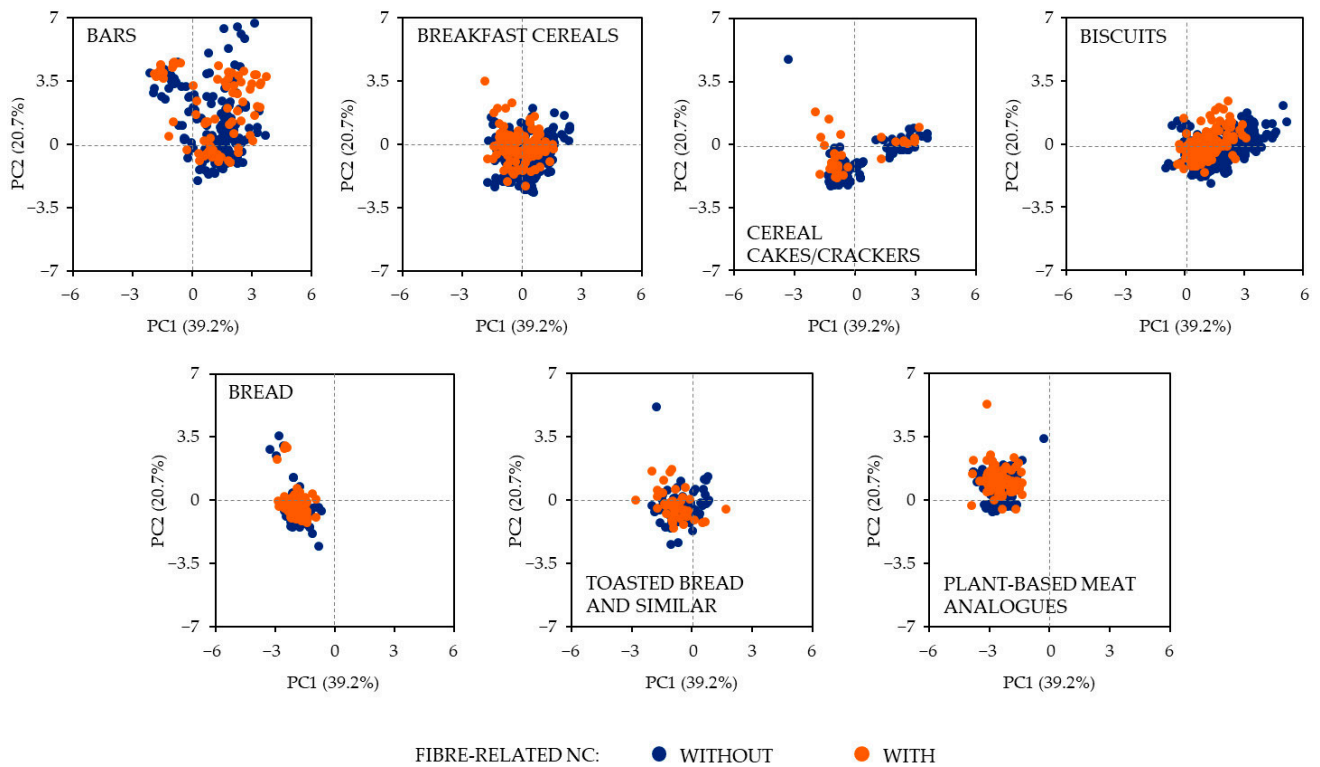 BARS
7
3.5
0
−3.5
−7
−6
−3
0
3
6
PC2 (20.7%)
PC1 (39.2%)
BREAKFAST CEREALS
7
3.5
0
−3.5
−7
−6
−3
0
3
6
PC2 (20.7%)
PC1 (39.2%)
CEREAL
CAKES/CRACKERS
7
3.5
0
−3.5
−7
−6
−3
0
3
6
PC2 (20.7%)
PC1 (39.2%)
BISCUITS
7
3.5
0
−3.5
−7
−6
−3
0
3
6
PC2 (20.7%)
PC1 (39.2%)
BREAD
7
3.5
0
−3.5
−7
−6
−3
0
3
6
PC2 (20.7%)
PC1 (39.2%)
TOASTED BREAD
AND SIMILAR
7
3.5
0
−3.5
−7
−6
−3
0
3
6
PC2 (20.7%)
PC1 (39.2%)
PLANT-BASED MEAT
ANALOGUES
7
3.5
0
−3.5
−7
−6
−3
0
3
6
PC2 (20.7%)
PC1 (39.2%)
FIBRE-RELATED NC: WITHOUT WITH